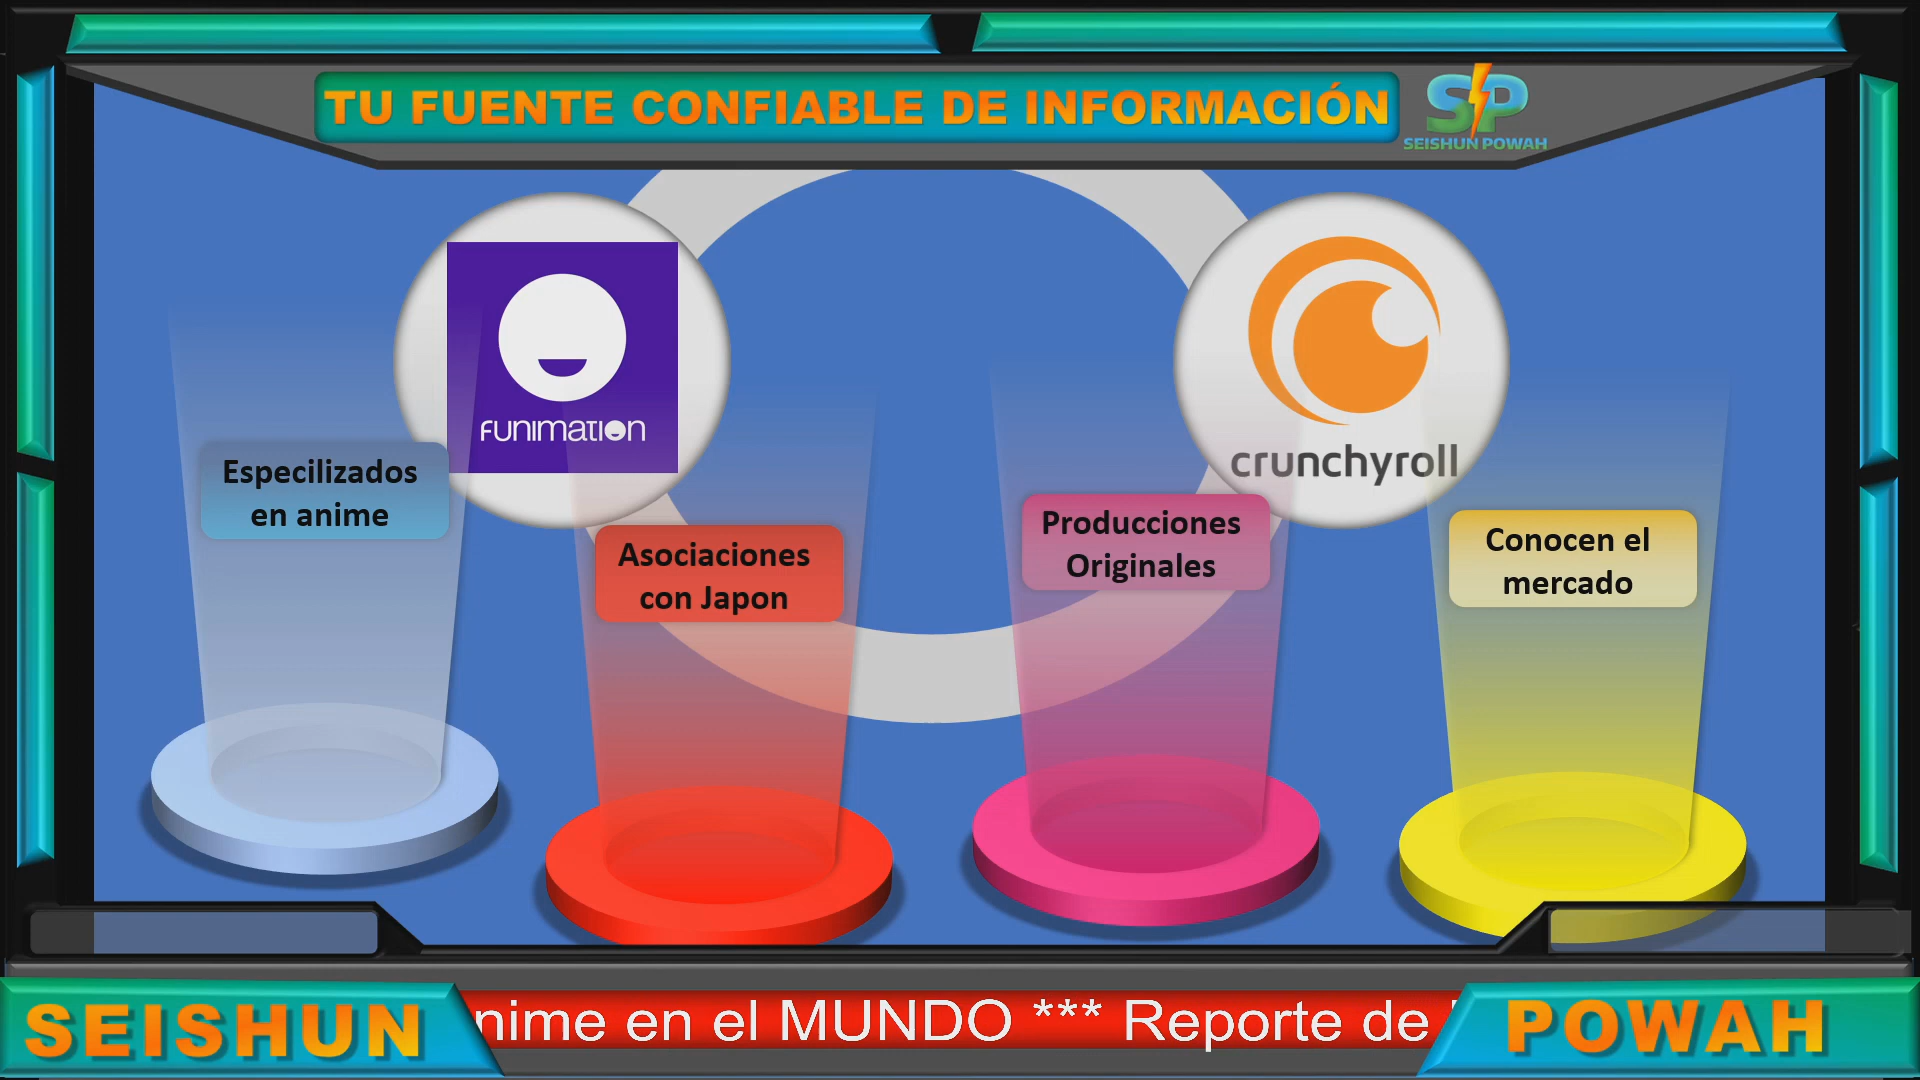 TU FUENTE CONFIABLE DE INFORMACIÓN
SP
SEISHUN POWAH
FUNIMATION
crunchyroll
Especilizados
en anime
Asociaciones
con Japon
Producciones
Originales
Conocen el
mercado
SEISHUN
nime en el MUNDO *** Reporte de
POWAH